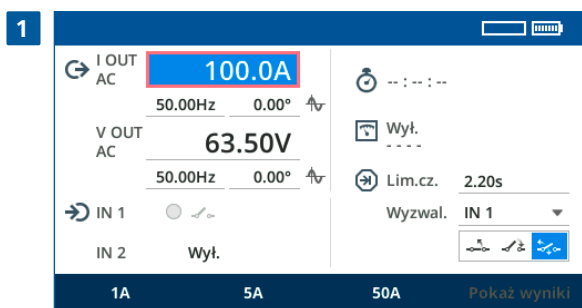 1
I OUT
AC
100.0A
50.00Hz 0.00°
V OUT
AC
63.50V
50.00Hz 0.00°
IN 1
IN 2 Wył.
-- : -- : --
Wył.
- - - -
Lim.cz. 2.20s
Wyzwal. IN 1
1A 5A 50A Pokaż wyniki